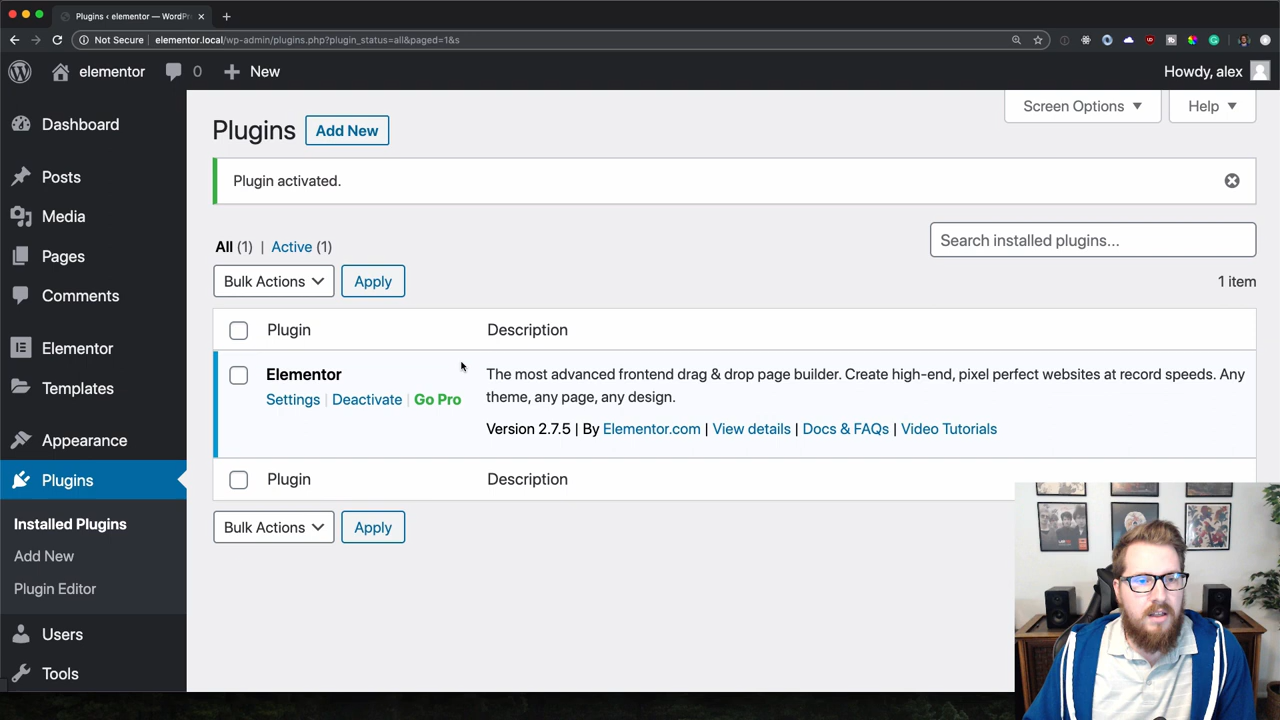 Plugins ‹ elementor — WordPr
Not Secure
elementor.local/wp-admin/plugins.php?plugin_status=all&paged=1&s
elementor
0
New
Howdy, alex
Dashboard
Posts
Media
Pages
Comments
Elementor
Templates
Appearance
Plugins
Installed Plugins
Add New
Plugin Editor
Users
Tools
Screen Options
Help
Plugins
Add New
Plugin activated.
All (1) | Active (1)
Search installed plugins...
Bulk Actions
Apply
1 item
Plugin
Description
Elementor
Settings | Deactivate | Go Pro
The most advanced frontend drag & drop page builder. Create high-end, pixel perfect websites at record speeds. Any
theme, any page, any design.
Version 2.7.5 | By Elementor.com | View details | Docs & FAQs | Video Tutorials
Plugin
Description
Bulk Actions
Apply